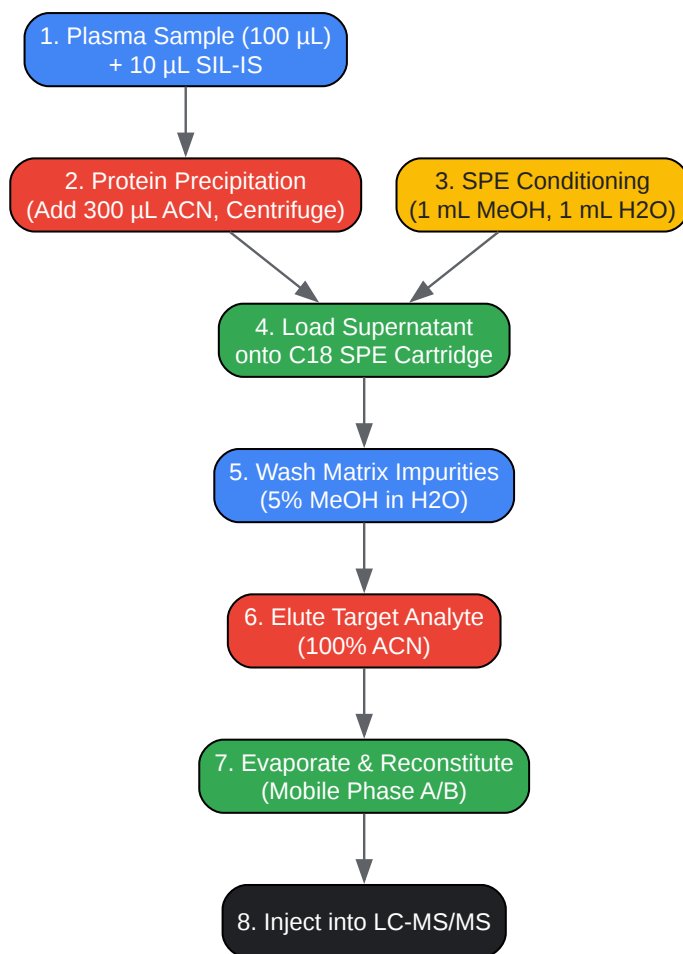 1. Plasma Sample (100 µL)
+ 10 µL SIL-IS
2. Protein Precipitation
(Add 300 µL ACN, Centrifuge)
3. SPE Conditioning
(1 mL MeOH, 1 mL H2O)
4. Load Supernatant
onto C18 SPE Cartridge
5. Wash Matrix Impurities
(5% MeOH in H2O)
6. Elute Target Analyte
(100% ACN)
7. Evaporate & Reconstitute
(Mobile Phase A/B)
8. Inject into LC-MS/MS